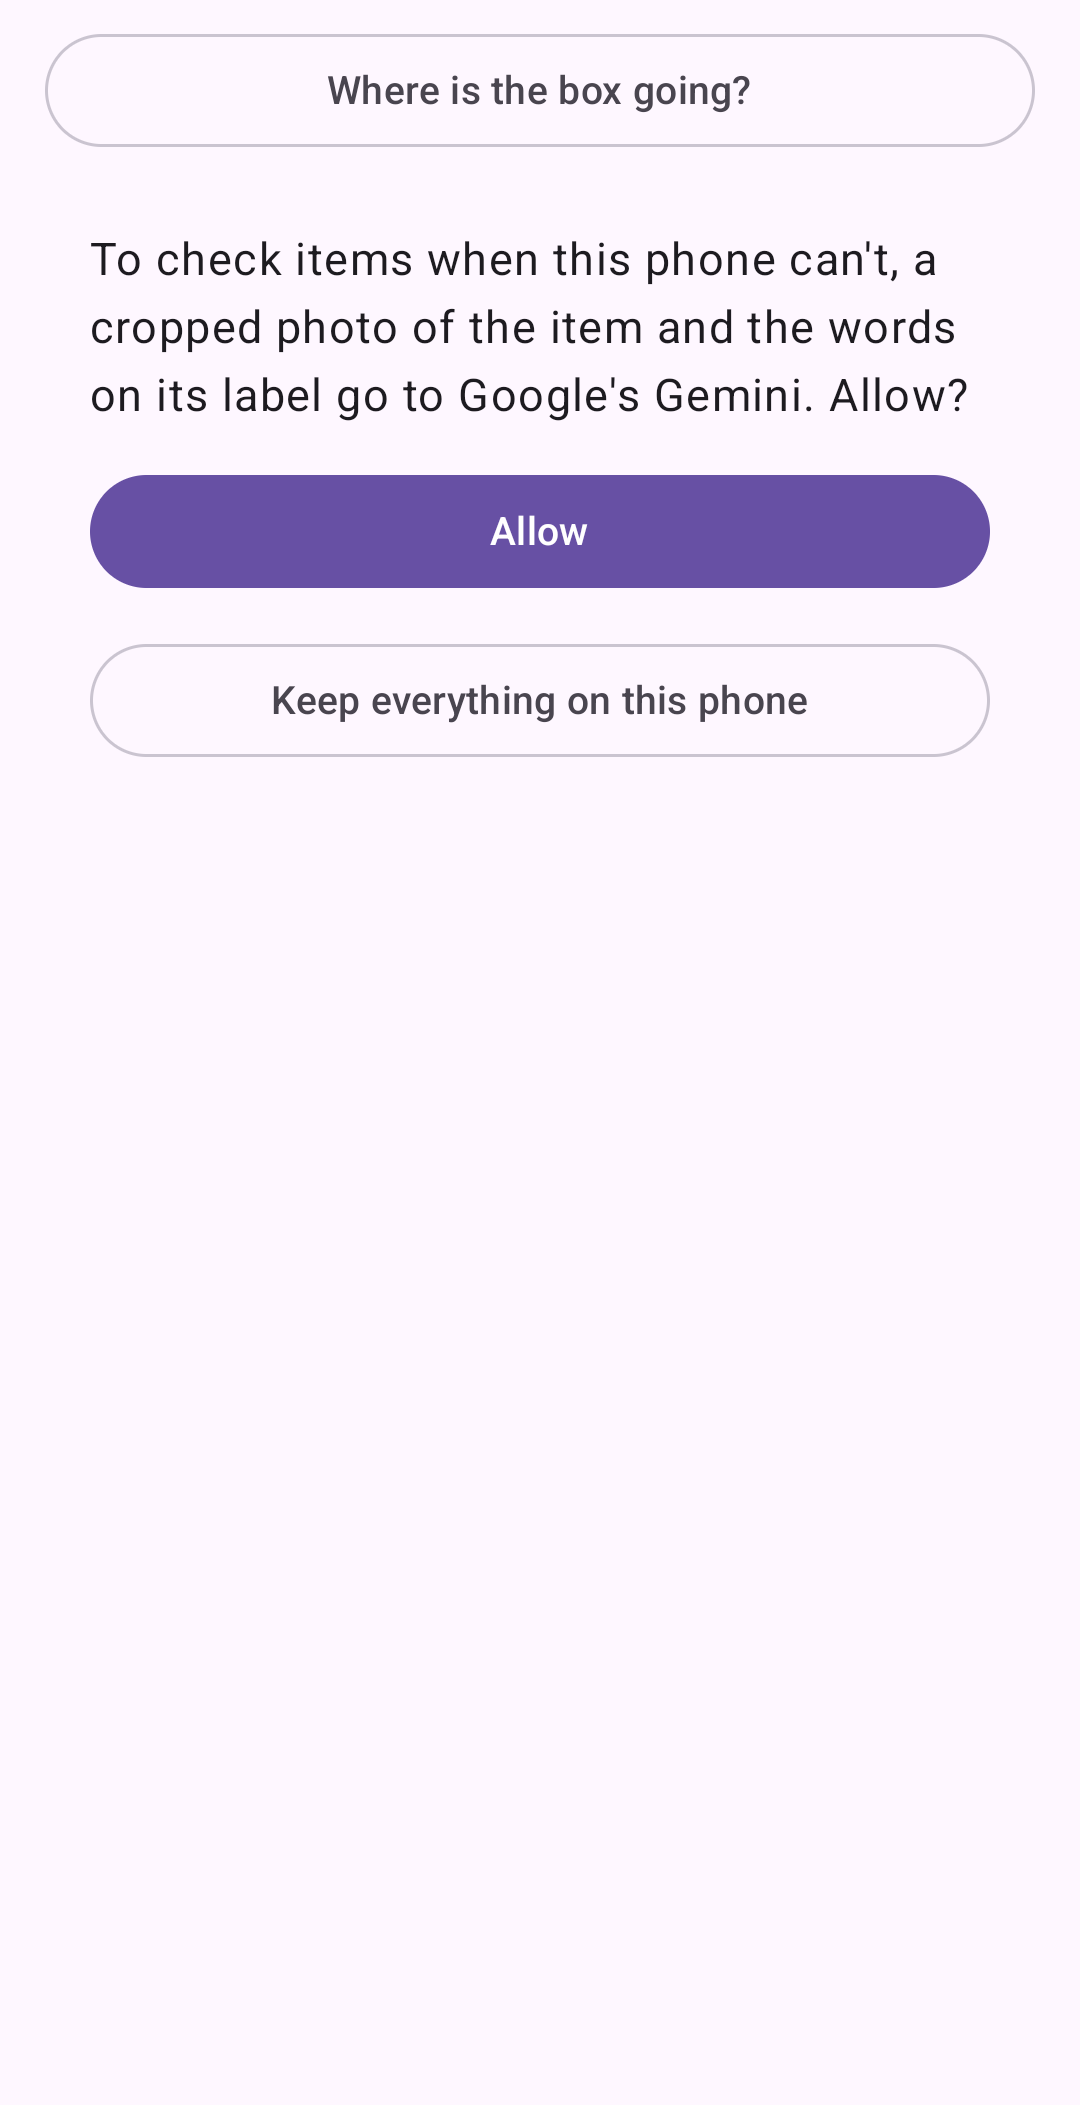 Where is the box going?
To check items when this phone can't, a
cropped photo of the item and the words
on its label go to Google's Gemini. Allow?
Allow
Keep everything on this phone